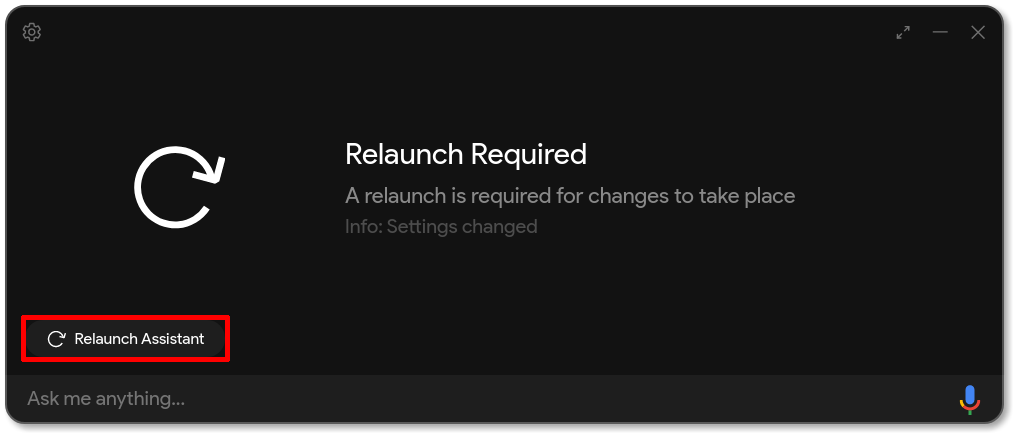 Relaunch Required
A relaunch is required for changes to take place
Info: Settings changed
Relaunch Assistant
Ask me anything...